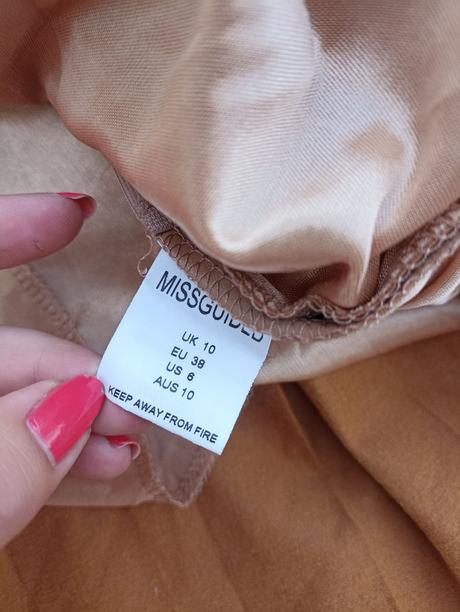 MISSGUIDED
UK 10
EU 38
US 6
AUS 10
KEEP AWAY FROM FIRE